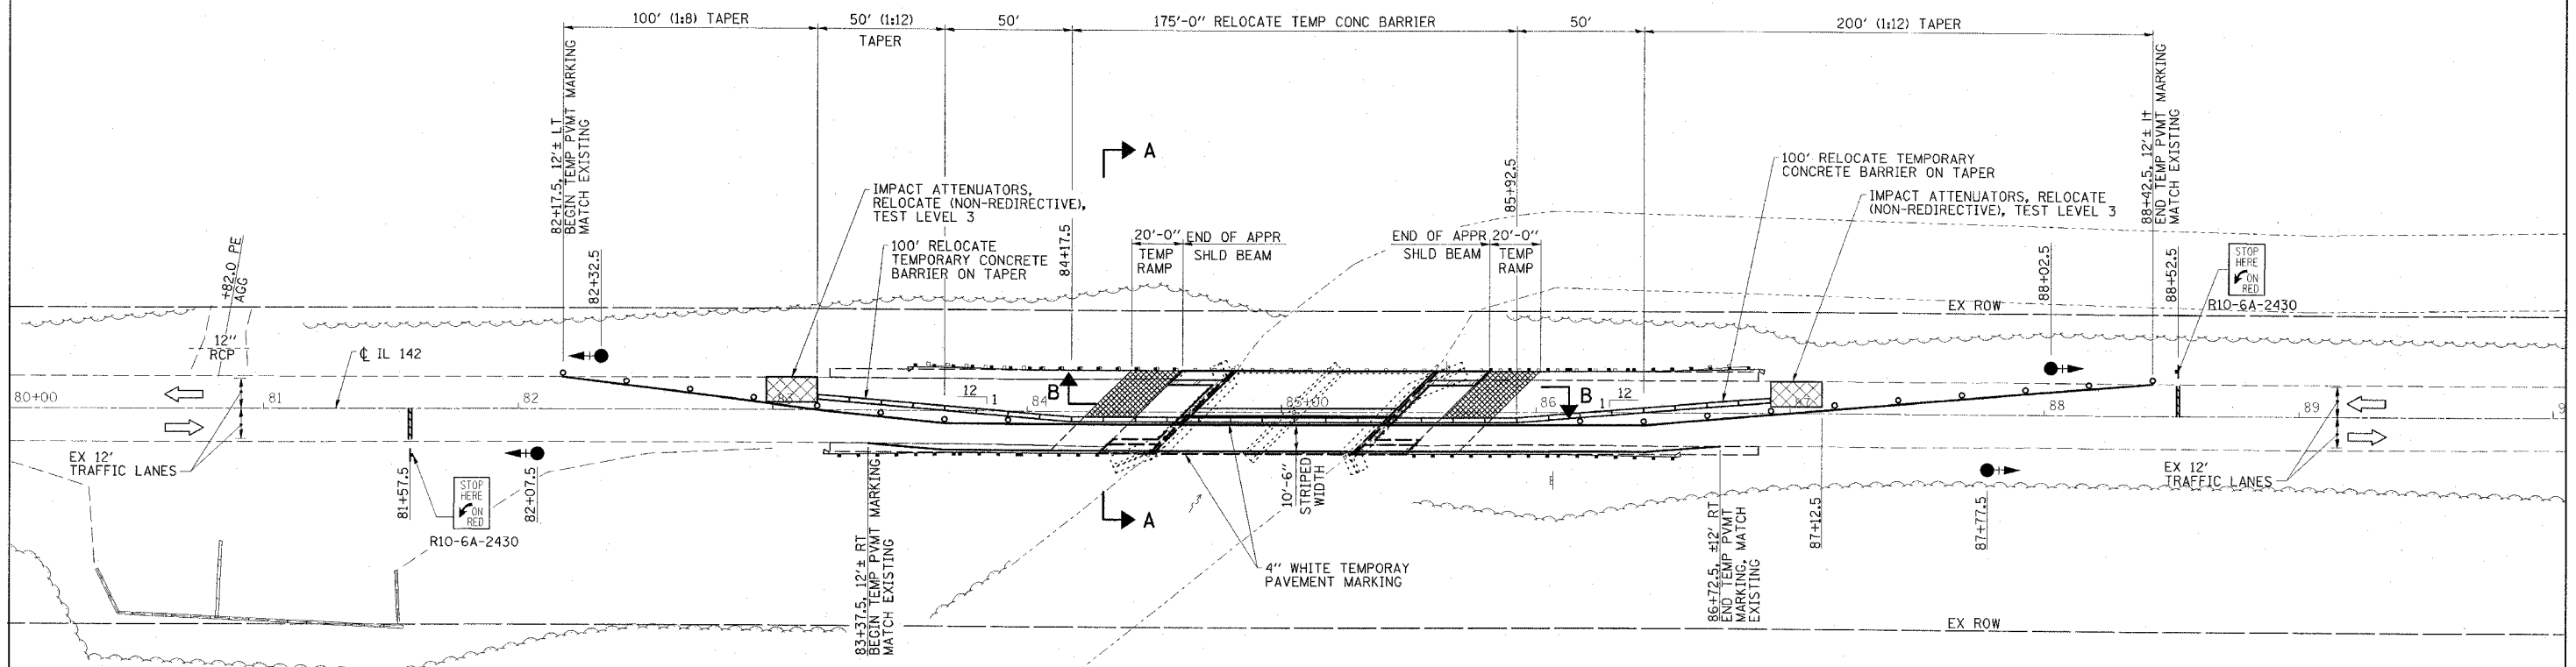 100' (1:8) TAPER
50' (1:12)
TAPER
50'
175'-0" RELOCATE TEMP CONC BARRIER
50'
200' (1:12) TAPER
82+17.5, 12'± LT
BEGIN TEMP PVMT MARKING
MATCH EXISTING
82+32.5
IMPACT ATTENUATORS,
RELOCATE (NON-REDIRECTIVE),
TEST LEVEL 3
100' RELOCATE
TEMPORARY CONCRETE
BARRIER ON TAPER
84+17.5
A
20'-0"
TEMP
RAMP
END OF APPR
SHLD BEAM
END OF APPR
SHLD BEAM
20'-0"
TEMP
RAMP
85+92.5
100' RELOCATE TEMPORARY
CONCRETE BARRIER ON TAPER
IMPACT ATTENUATORS, RELOCATE
(NON-REDIRECTIVE), TEST LEVEL 3
88+02.5
88+42.5, 12'± lt
END TEMP PVMT MARKING
MATCH EXISTING
88+52.5
STOP
HERE
ON
RED
R10-6A-2430
EX ROW
+82.0 PE
AGG
12"
RCP
℄ IL 142
80+00
81
82
84
85+00
86
88
89
12
1
B
12
1
B
EX 12'
TRAFFIC LANES
81+57.5
STOP
HERE
ON
RED
R10-6A-2430
82+07.5
83+37.5, 12'± RT
BEGIN TEMP PVMT MARKING
MATCH EXISTING
A
10'-6"
STRIPED
WIDTH
4" WHITE TEMPORAY
PAVEMENT MARKING
86+72.5, ±12' RT
END TEMP PVMT
MARKING, MATCH
EXISTING
87+12.5
87+77.5
EX 12'
TRAFFIC LANES
EX ROW